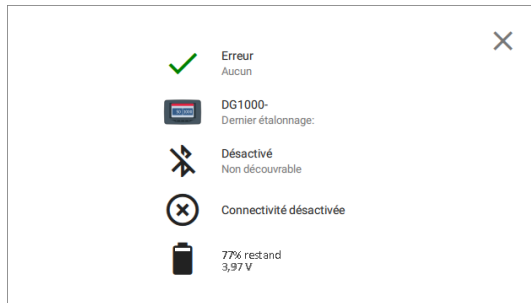 Erreur
Aucun
DG1000-
Dernier étalonnage:
Désactivé
Non découvrable
Connectivité désactivée
77% restand
3,97 V